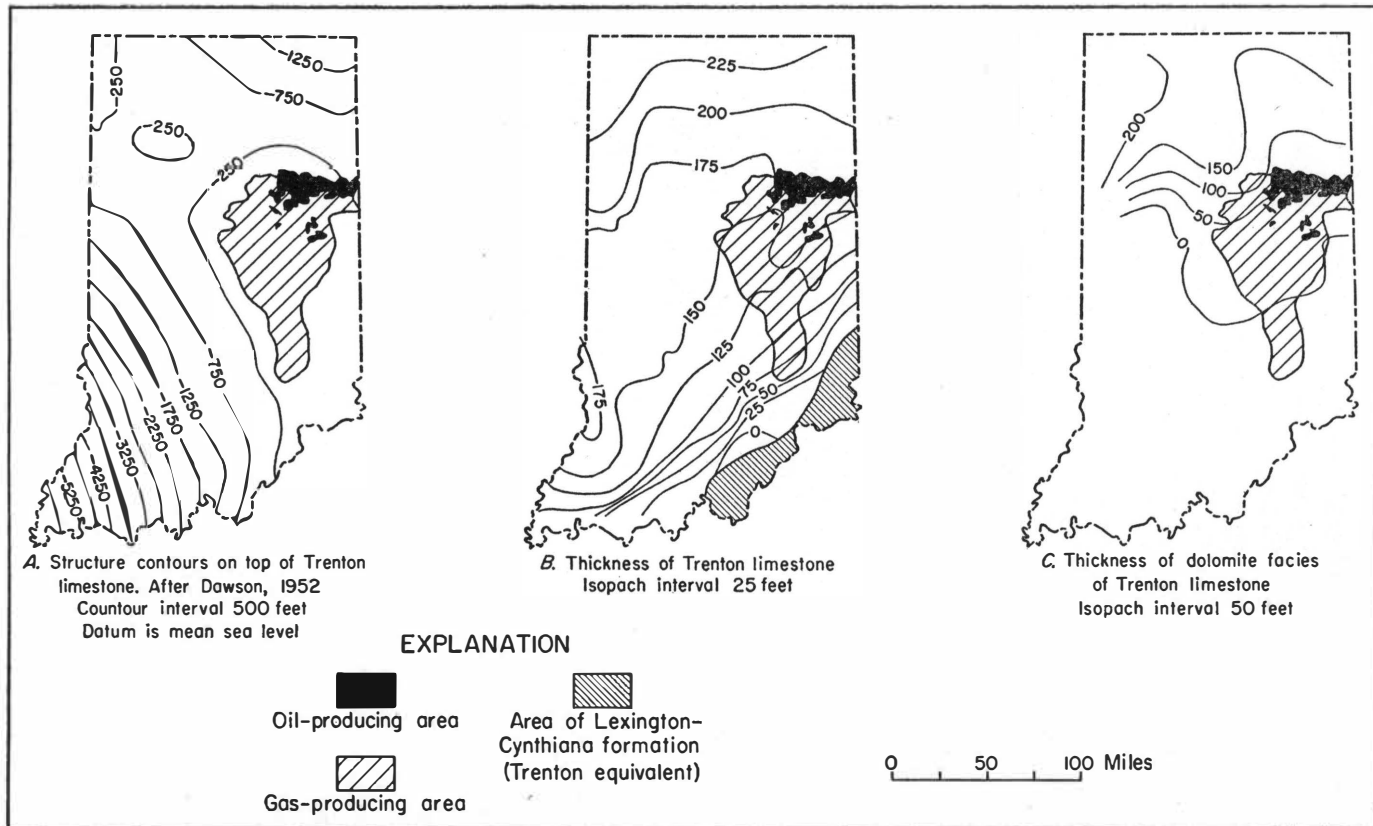 -250
-1250
-750
-250
-250
-750
-1250
-1750
-2250
-3250
-4250
-5250
A. Structure contours on top of Trenton
limestone. After Dawson, 1952
Countour interval 500 feet
Datum is mean sea level
225
200
175
150
125
100
75
50
25
0
175
B. Thickness of Trenton limestone
Isopach interval 25 feet
200
150
100
50
0
C. Thickness of dolomite facies
of Trenton limestone
Isopach interval 50 feet
EXPLANATION
Oil-producing area
Gas-producing area
Area of Lexington-
Cynthiana formation
(Trenton equivalent)
0 50 100 Miles